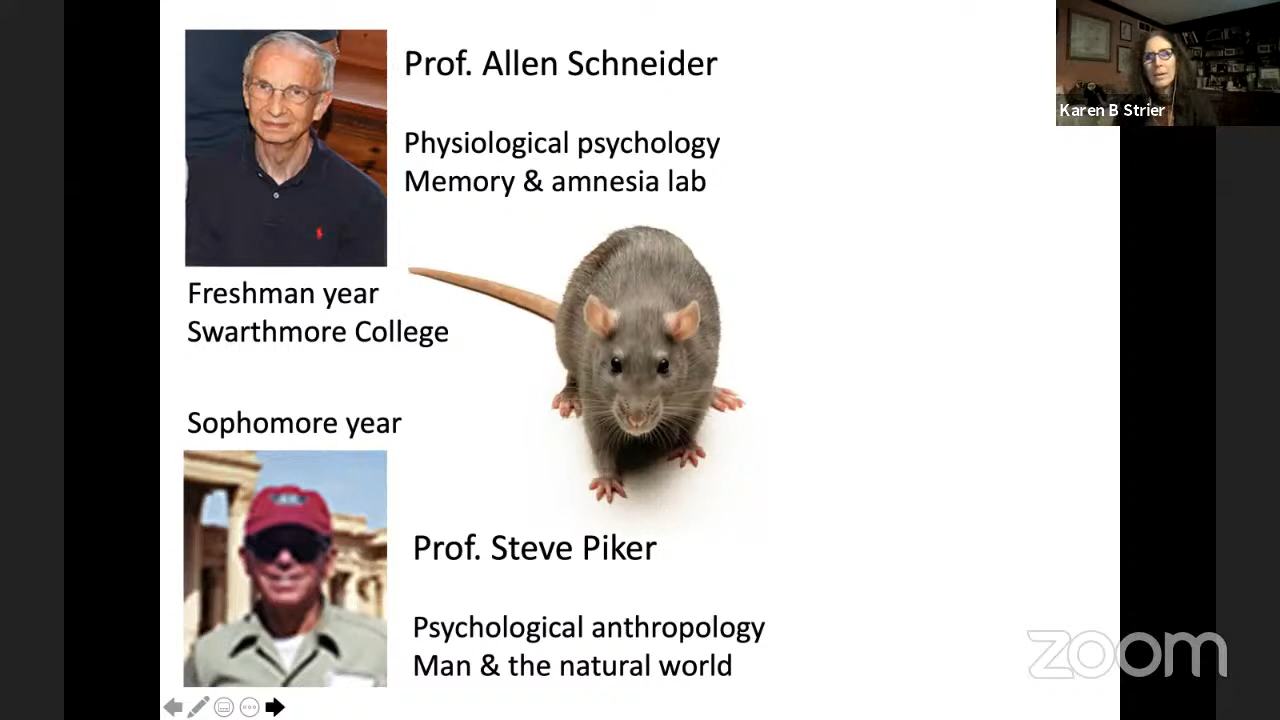 Prof. Allen Schneider
Physiological psychology
Memory & amnesia lab
Freshman year
Swarthmore College
Sophomore year
Prof. Steve Piker
Psychological anthropology
Man & the natural world
Karen B Strier
zoom